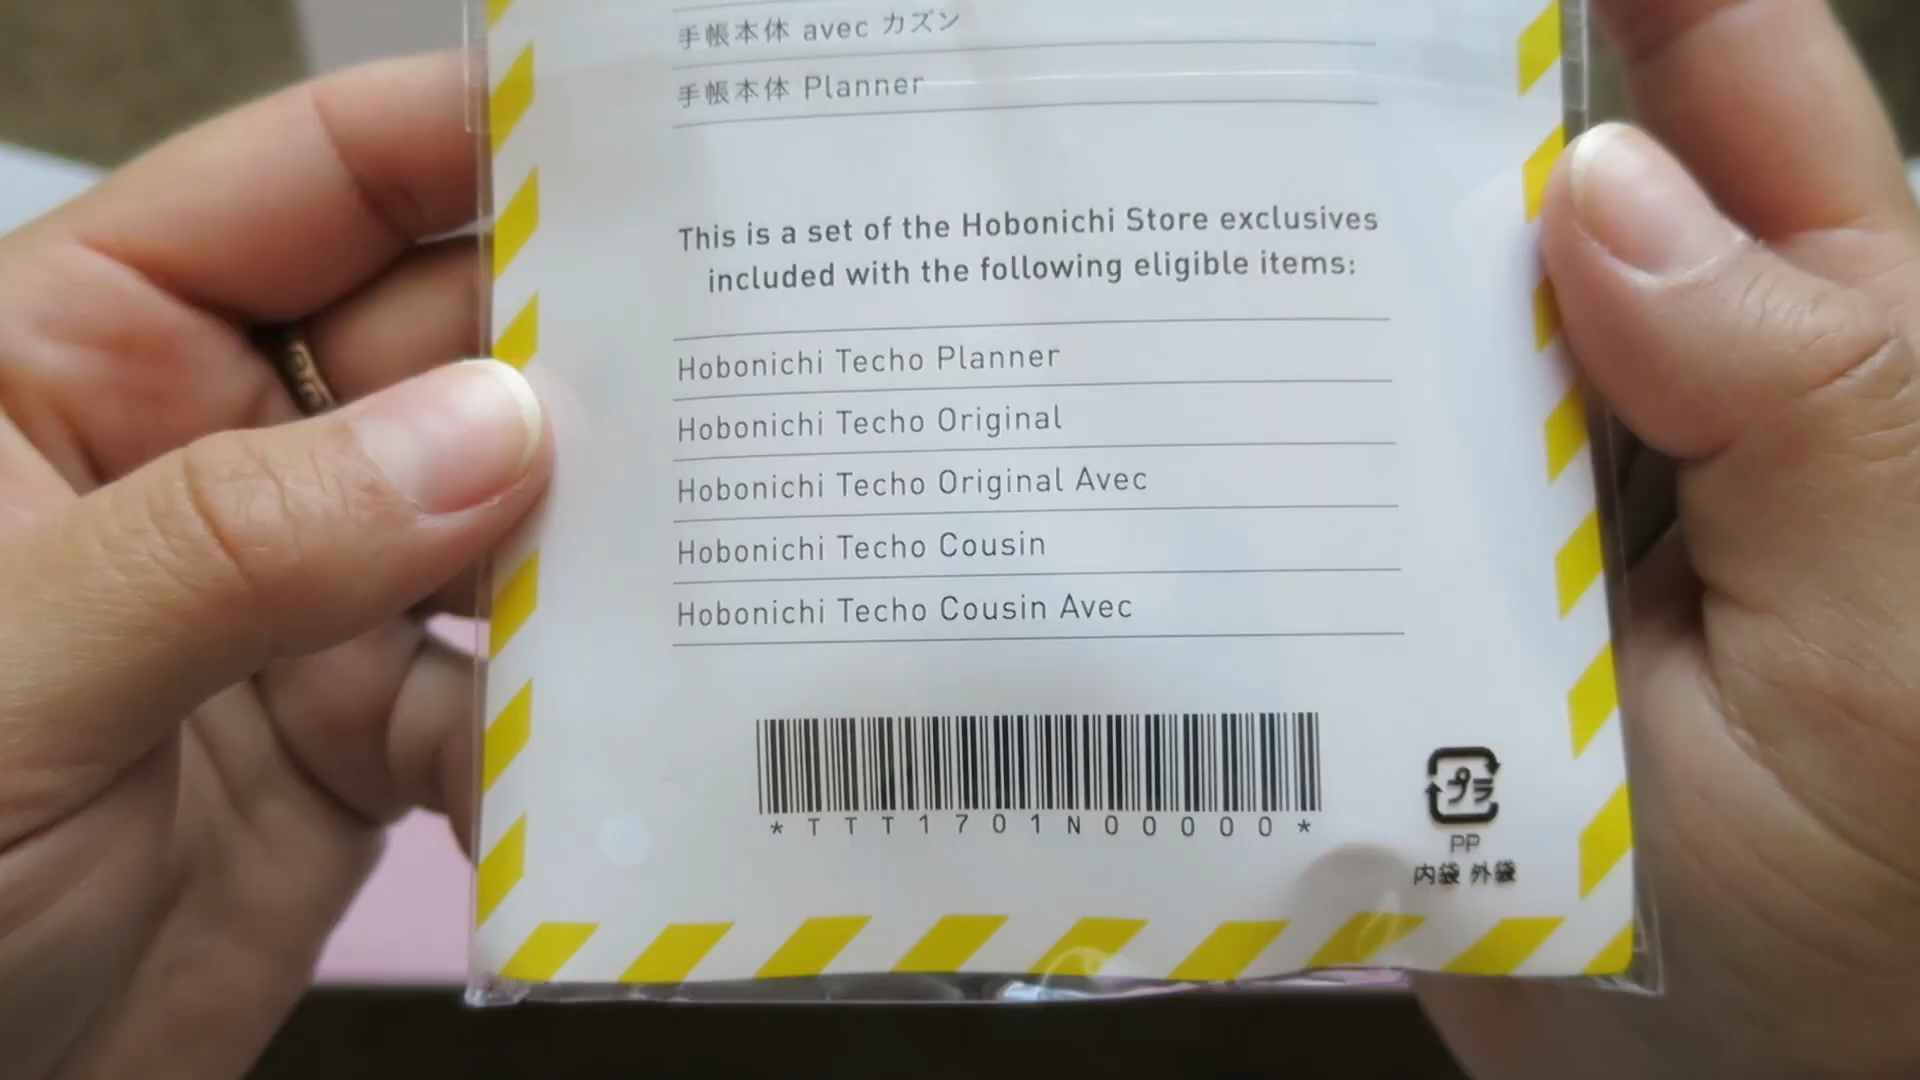 手帳本体 avec カズン
手帳本体 Planner
This is a set of the Hobonichi Store exclusives
included with the following eligible items:
Hobonichi Techo Planner
Hobonichi Techo Original
Hobonichi Techo Original Avec
Hobonichi Techo Cousin
Hobonichi Techo Cousin Avec
*TTT1701N00000*
プラ
PP
内袋 外袋